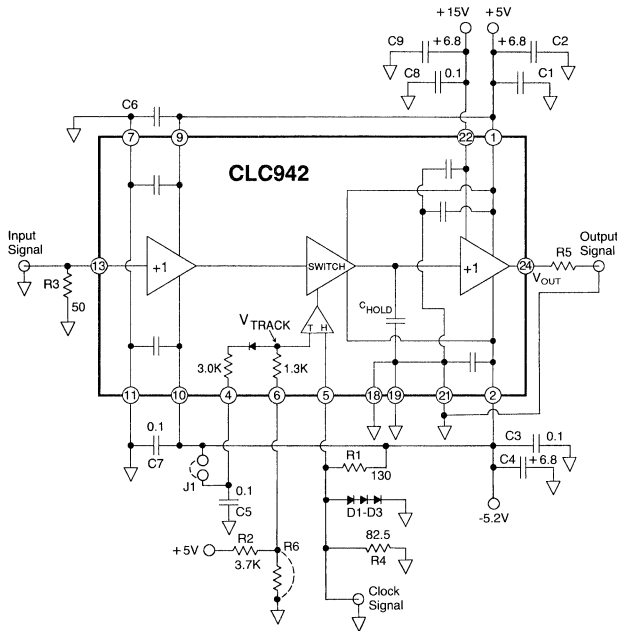 +15V +5V
C9 +6.8 +6.8 C2
C8 0.1 C1
C6
7 9 22 1
CLC942
Input
Signal
13
+1
SWITCH
+1
24
R5
Output
Signal
VOUT
R3
50
CHOLD
VTRACK
T H
3.0K 1.3K
11 10 4 6 5 18 19 21 2
0.1
C7
J1
0.1
C5
R1
130
C3 0.1
C4 +6.8
D1-D3
-5.2V
+5V R2
3.7K
R6
82.5
R4
Clock
Signal